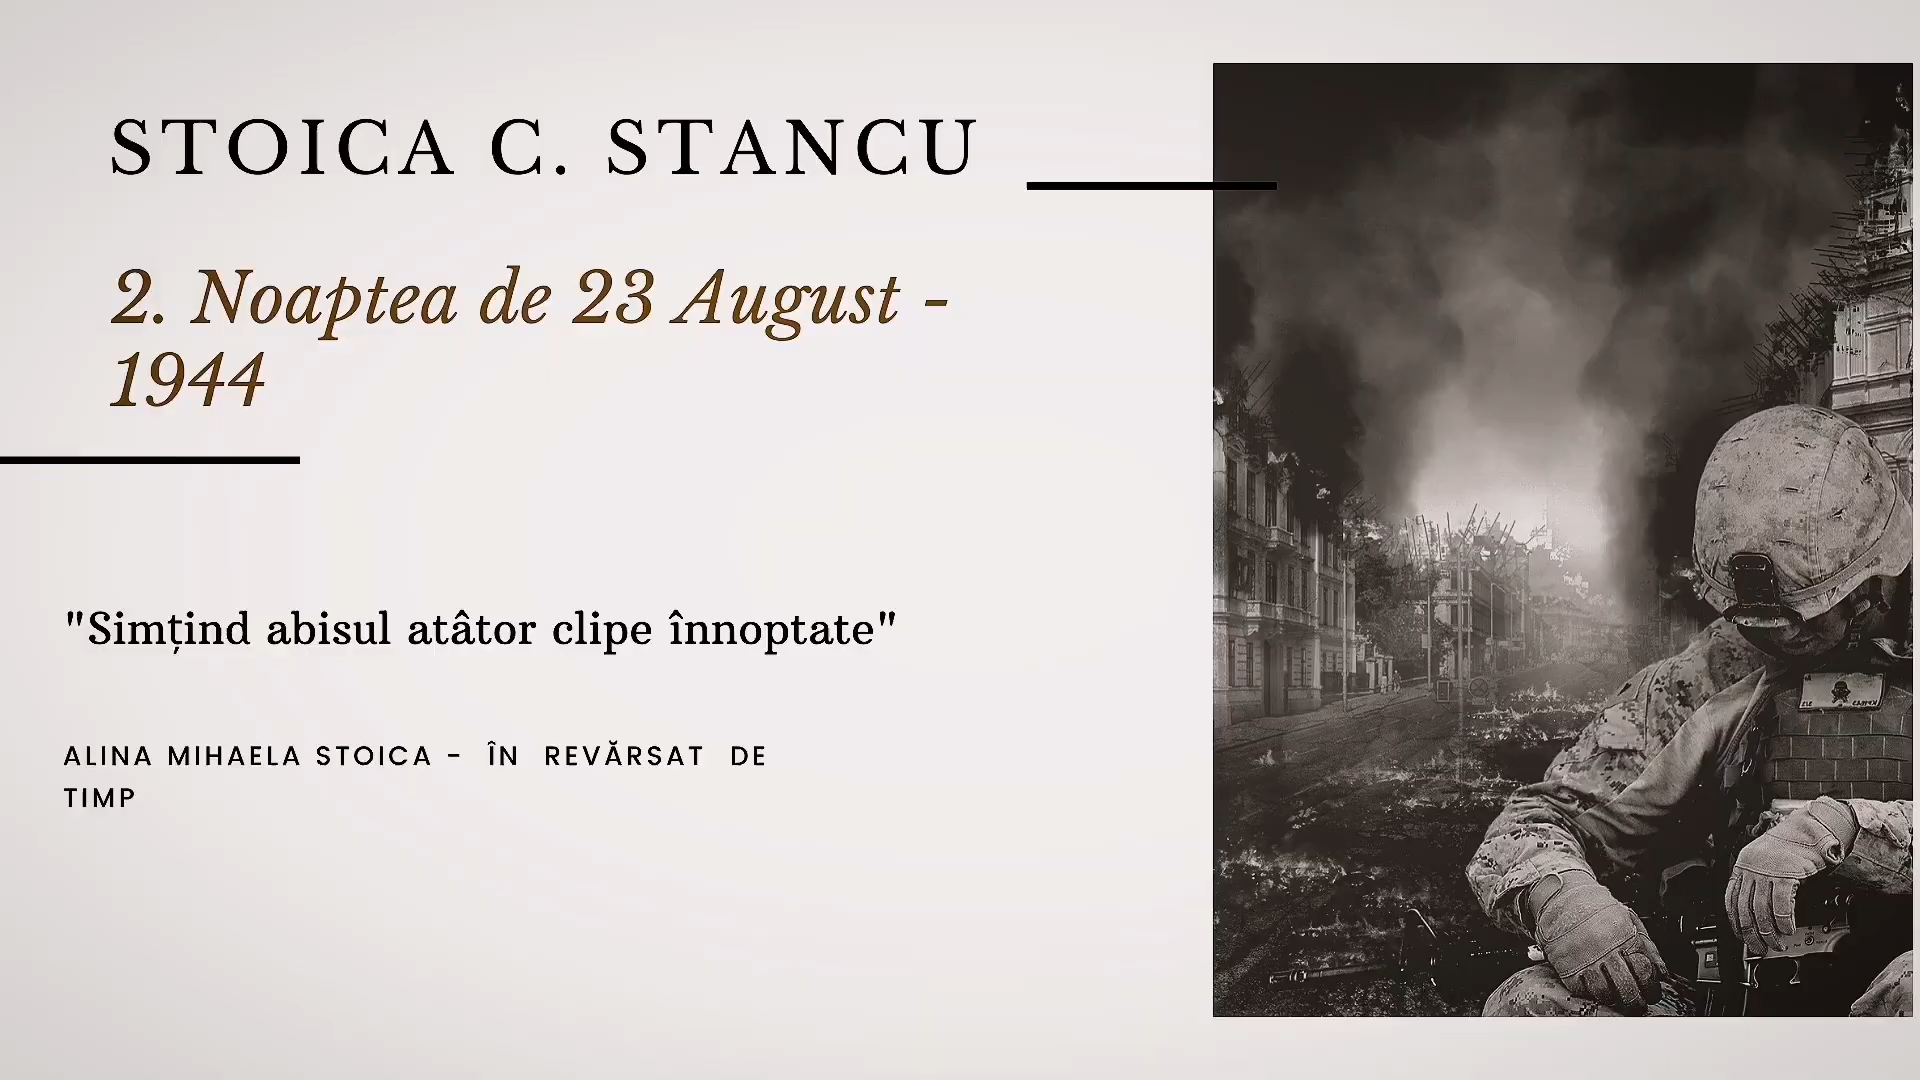 STOICA C. STANCU
2. Noaptea de 23 August -
1944
"Simțind abisul atâtor clipe înnoptate"
ALINA MIHAELA STOICA - ÎN REVĂRSAT DE
TIMP